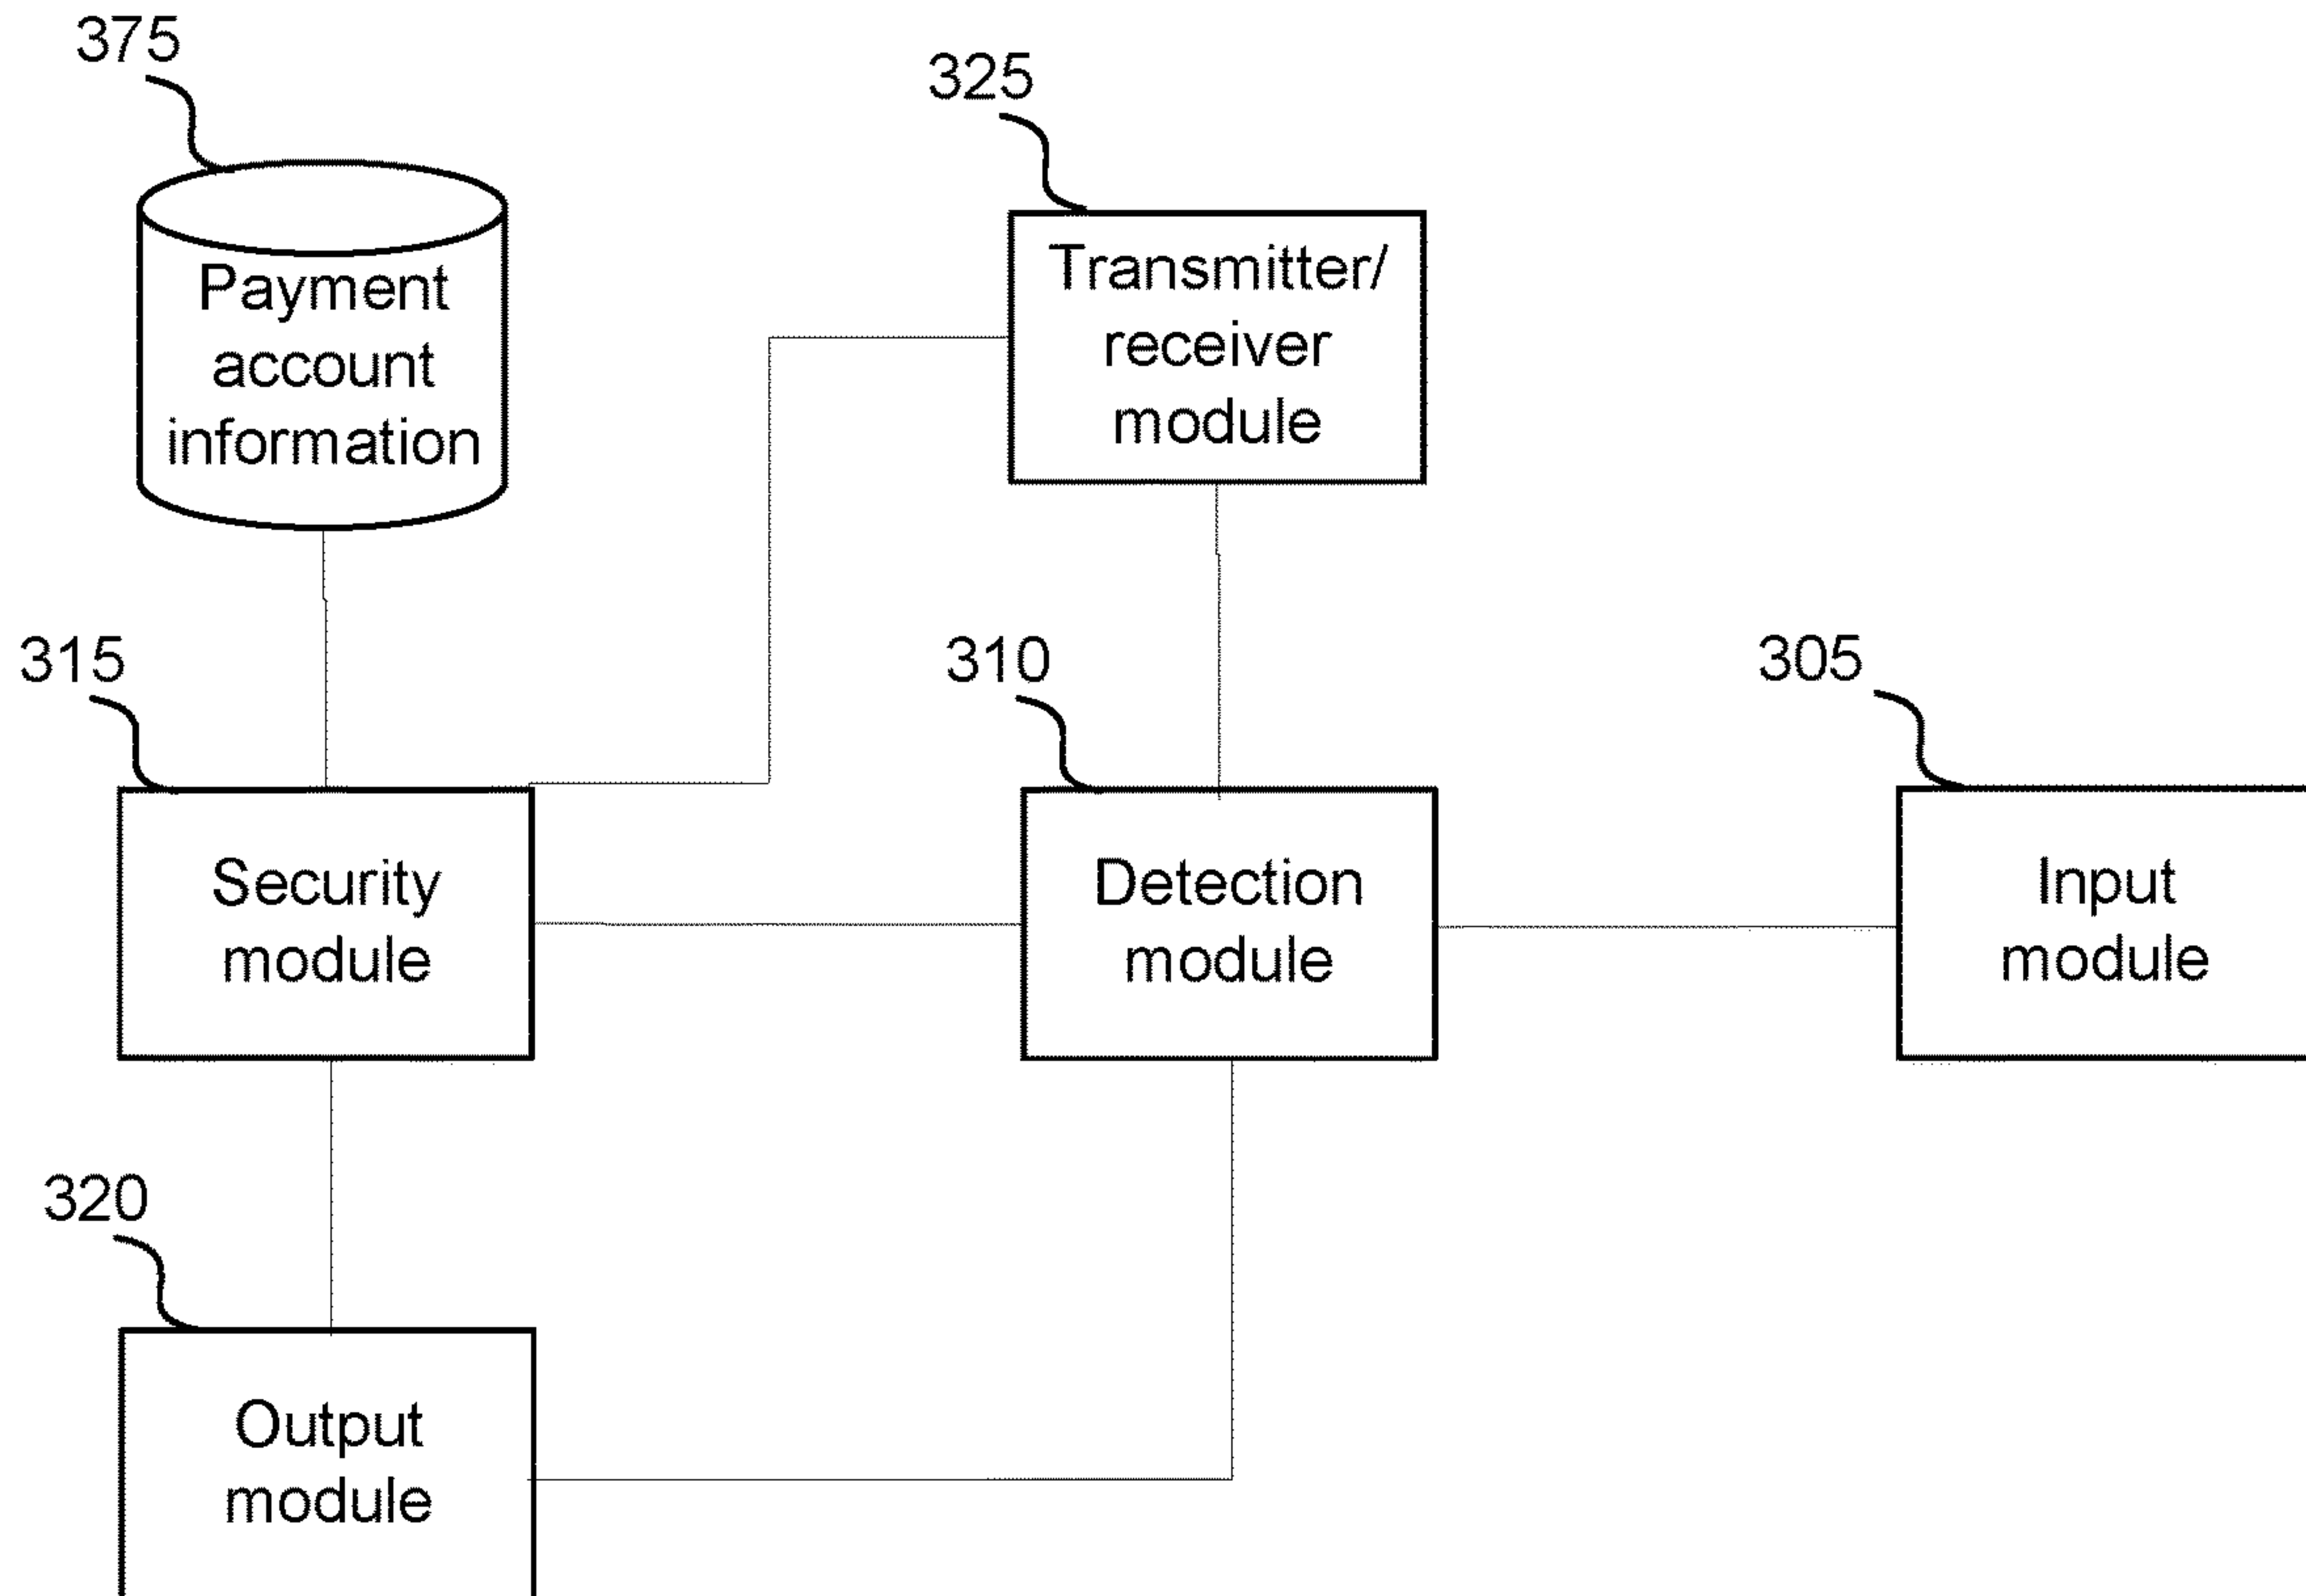 375
325
Payment
account
information
Transmitter/
receiver
module
315
310
305
Security
module
Detection
module
Input
module
320
Output
module